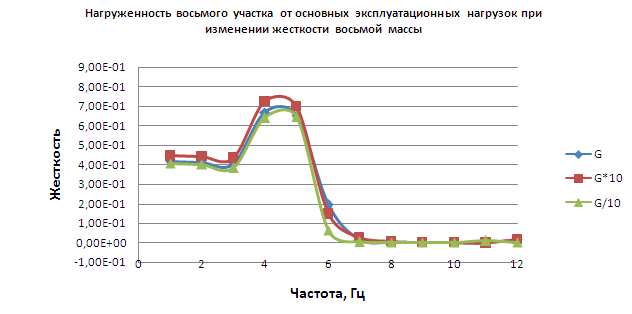 Нагруженность восьмого участка от основных эксплуатационных нагрузок при
изменении жесткости восьмой массы
9,00E-01
8,00E-01
7,00E-01
6,00E-01
5,00E-01
4,00E-01
3,00E-01
2,00E-01
1,00E-01
0,00E+00
-1,00E-01
Жесткость
0 2 4 6 8 10 12
Частота, Гц
G
G*10
G/10